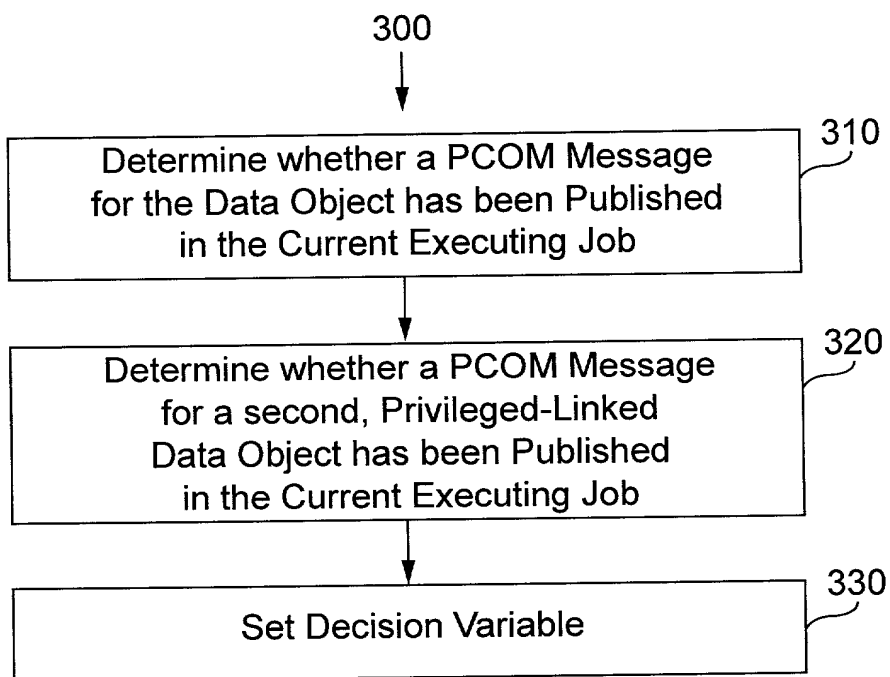 300
310
Determine whether a PCOM Message
for the Data Object has been Published
in the Current Executing Job
320
Determine whether a PCOM Message
for a second, Privileged-Linked
Data Object has been Published
in the Current Executing Job
330
Set Decision Variable